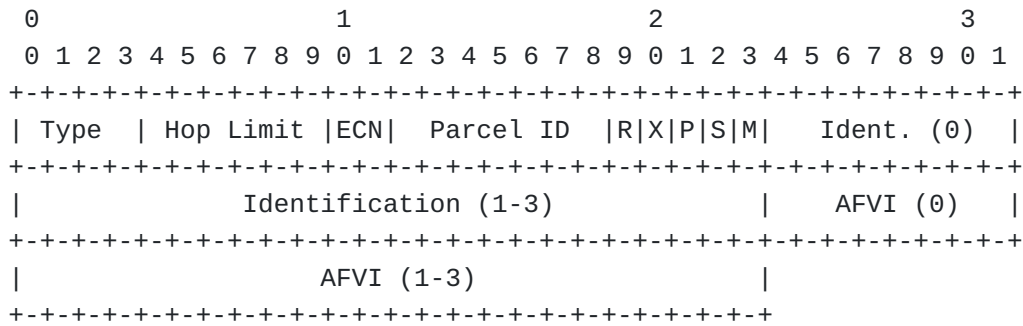 0                   1                   2                   3
 0 1 2 3 4 5 6 7 8 9 0 1 2 3 4 5 6 7 8 9 0 1 2 3 4 5 6 7 8 9 0 1
+-+-+-+-+-+-+-+-+-+-+-+-+-+-+-+-+-+-+-+-+-+-+-+-+-+-+-+-+-+-+-+-+
| Type  | Hop Limit |ECN|  Parcel ID  |R|X|P|S|M|   Ident. (0)  |
+-+-+-+-+-+-+-+-+-+-+-+-+-+-+-+-+-+-+-+-+-+-+-+-+-+-+-+-+-+-+-+-+
|              Identification (1-3)             |    AFVI (0)   |
+-+-+-+-+-+-+-+-+-+-+-+-+-+-+-+-+-+-+-+-+-+-+-+-+-+-+-+-+-+-+-+-+
|                   AFVI (1-3)                  |
+-+-+-+-+-+-+-+-+-+-+-+-+-+-+-+-+-+-+-+-+-+-+-+-+